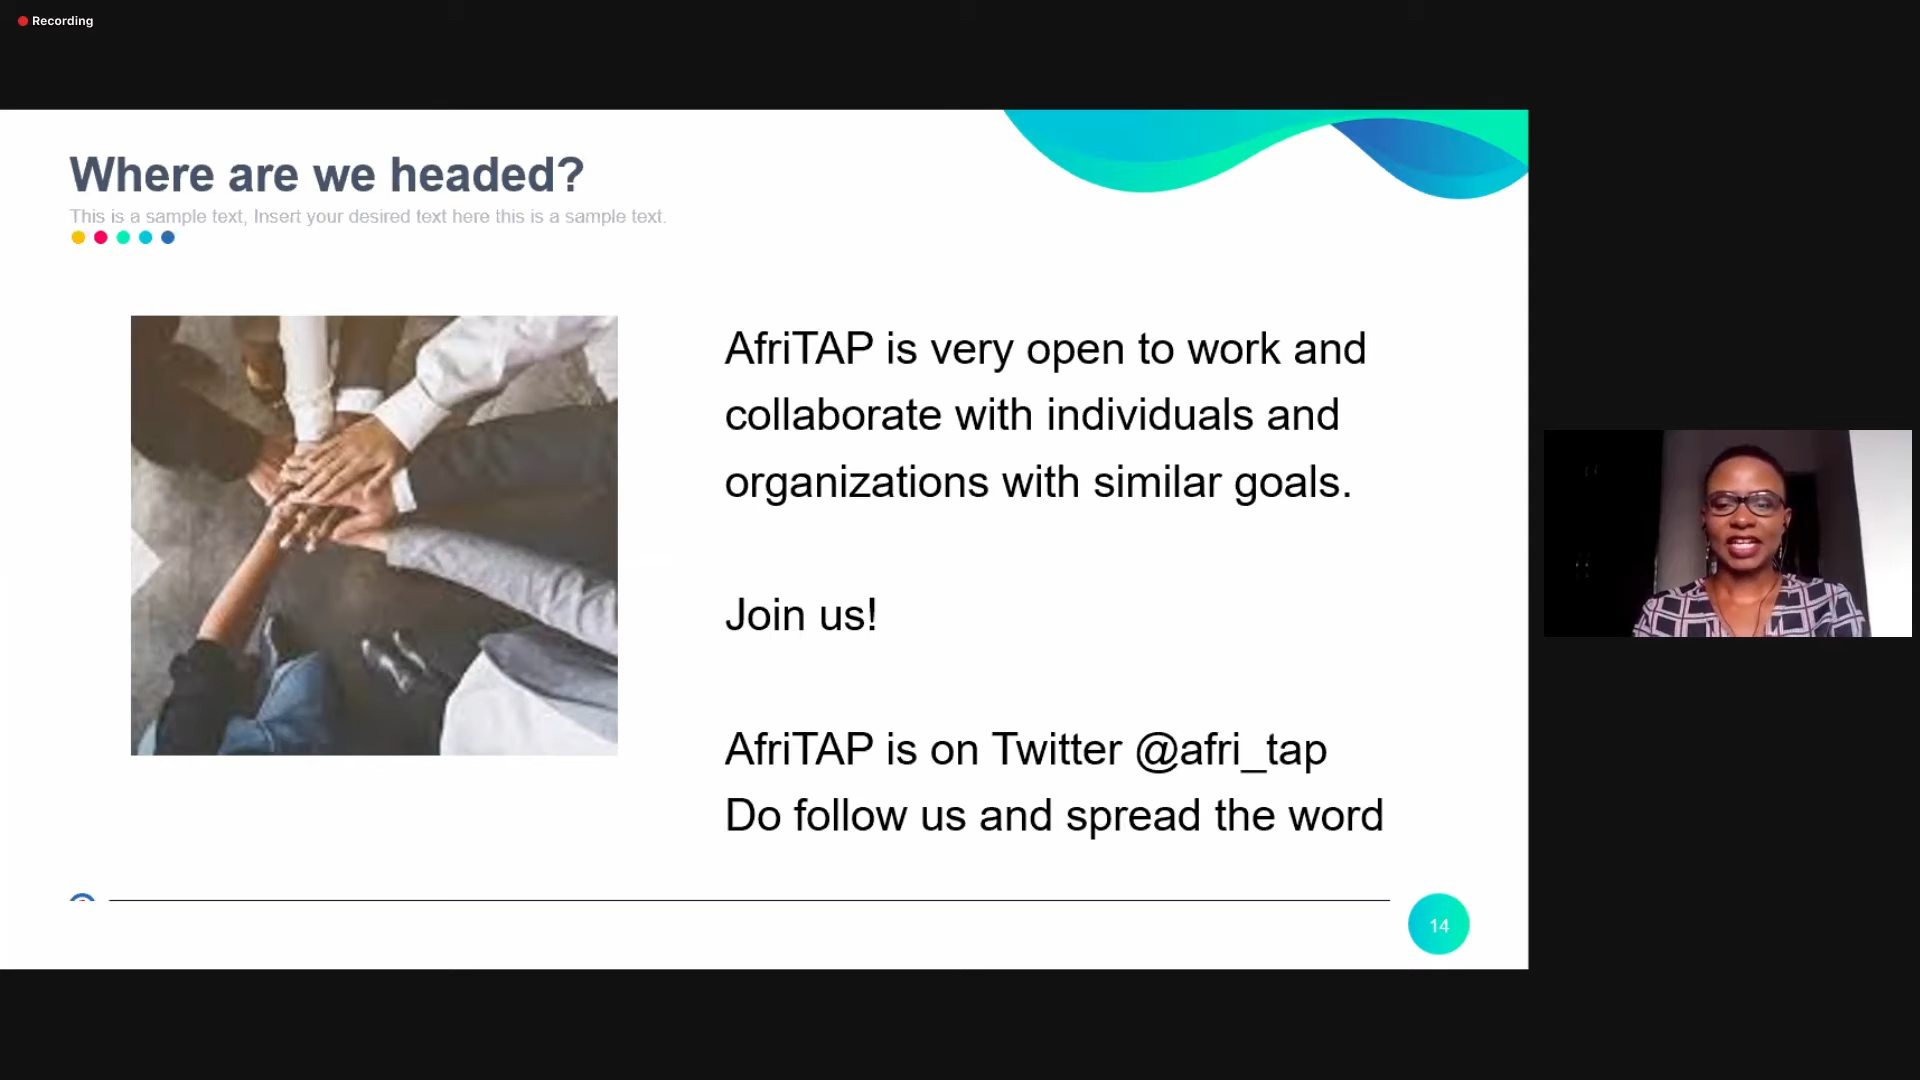 Recording
Where are we headed?
This is a sample text, Insert your desired text here this is a sample text.
AfriTAP is very open to work and
collaborate with individuals and
organizations with similar goals.
Join us!
AfriTAP is on Twitter @afri_tap
Do follow us and spread the word
14